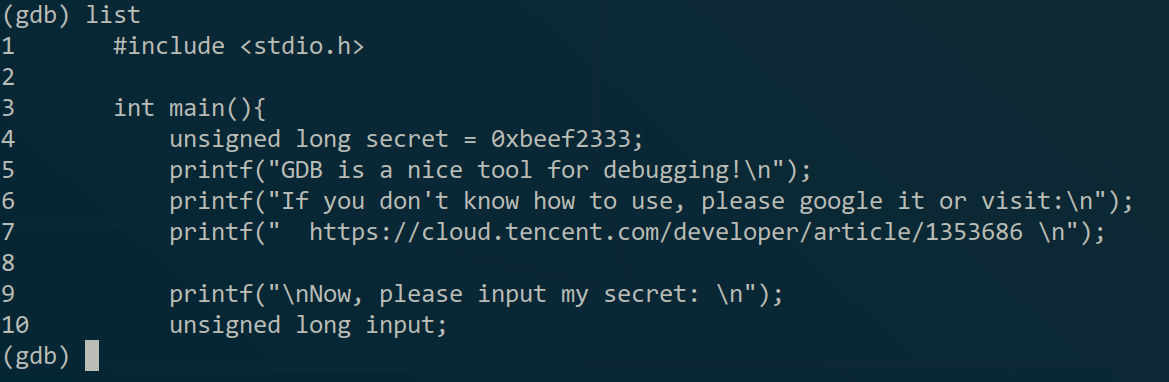 (gdb) list
1       #include <stdio.h>
2
3       int main(){
4           unsigned long secret = 0xbeef2333;
5           printf("GDB is a nice tool for debugging!\n");
6           printf("If you don't know how to use, please google it or visit:\n");
7           printf("  https://cloud.tencent.com/developer/article/1353686 \n");
8
9           printf("\nNow, please input my secret: \n");
10          unsigned long input;
(gdb)